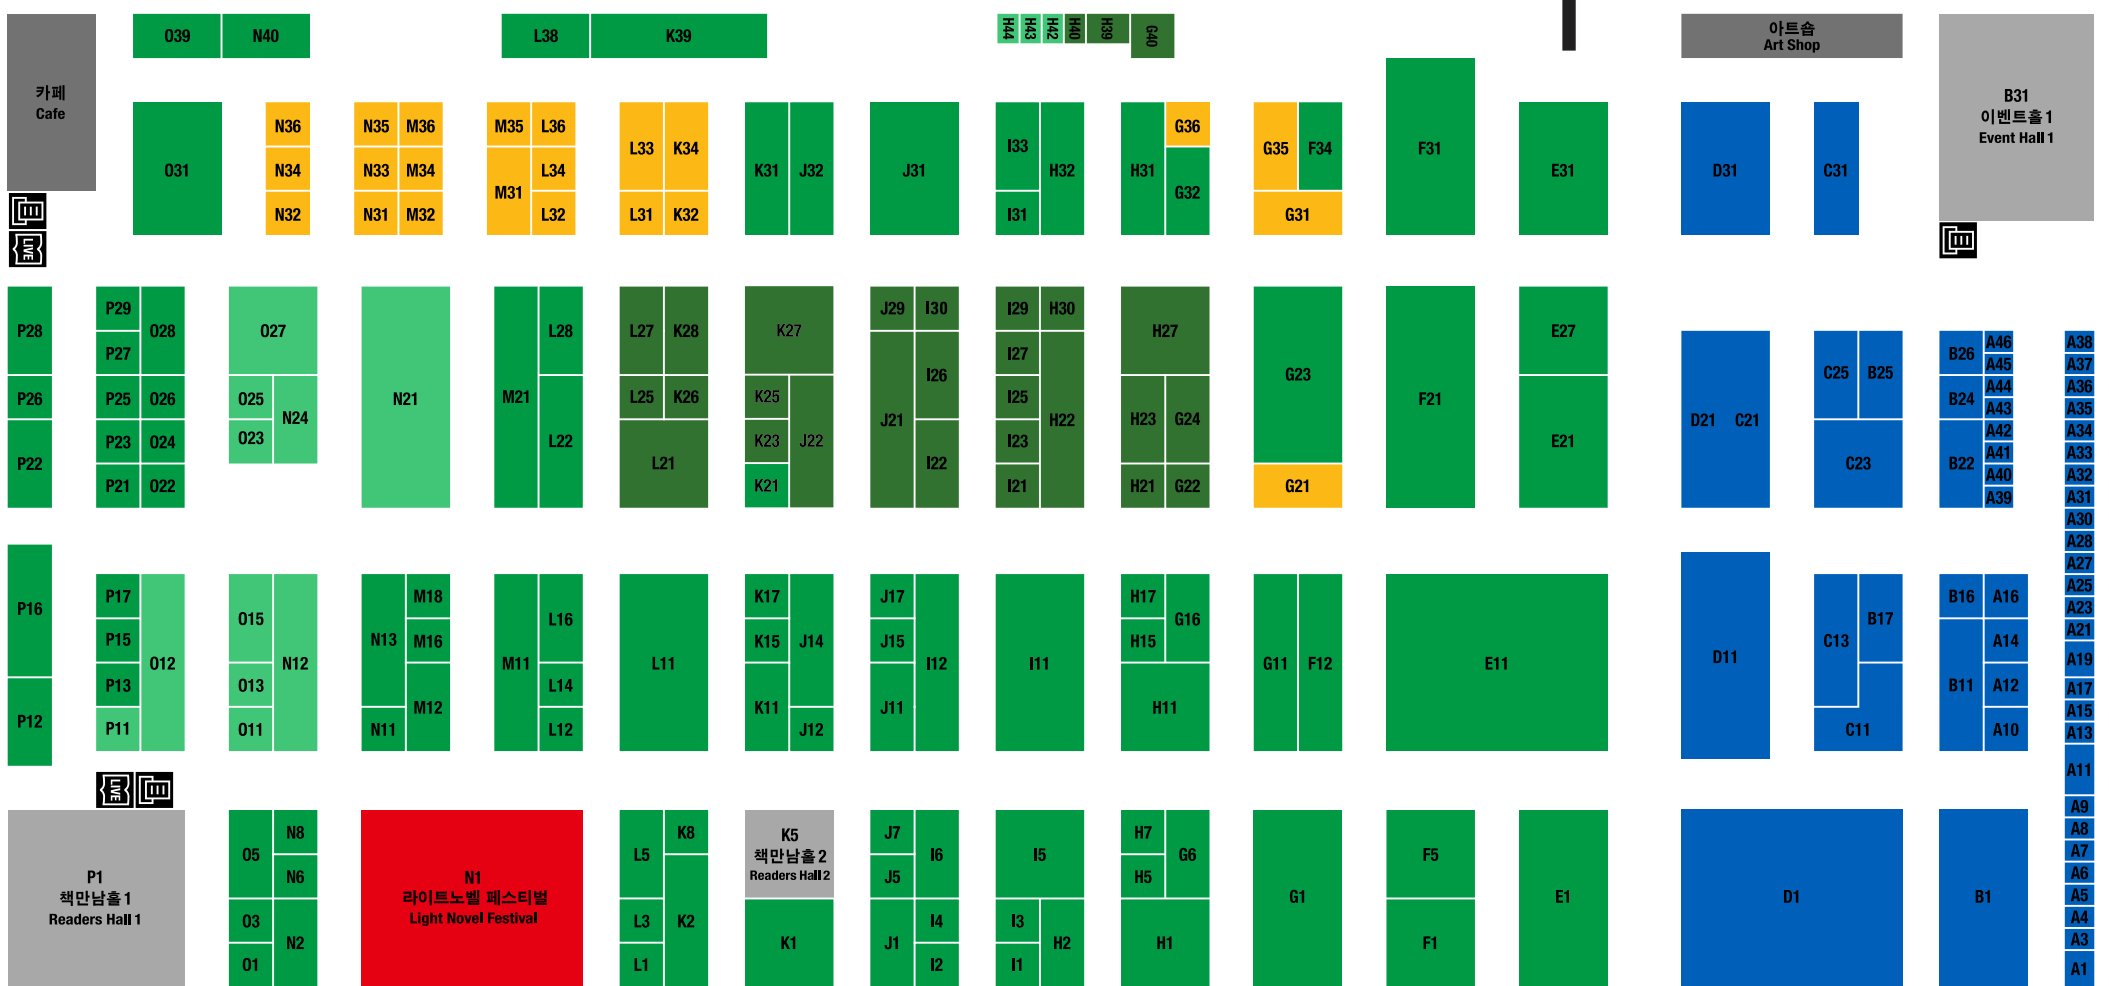 O39
N40
L38
K39
H44
H43
H42
H40
H39
G40
아트숍
Art Shop
카페
Cafe
B31
이벤트홀 1
Event Hall 1
O31
N36
N34
N32
N35
M36
N33
M34
N31
M32
M35
L36
M31
L34
L32
L33
K34
L31
K32
K31
J32
J31
I33
H32
I31
H31
G36
G32
G35
F34
G31
F31
E31
D31
C31
LIVE
P28
P26
P22
P29
O28
P27
P25
O26
P23
O24
P21
O22
O27
O25
N24
O23
N21
M21
L28
L22
L27
K28
L25
K26
L21
K27
K25
K23
J22
K21
J29
I30
J21
I26
I22
I29
H30
I27
I25
H22
I23
I21
H27
H23
G24
H21
G22
G23
G21
F21
E27
E21
D21
C21
C25
B25
C23
B26
B24
B22
A46
A45
A44
A43
A42
A41
A40
A39
A38
A37
A36
A35
A34
A33
A32
A31
A30
A28
A27
A25
A23
A21
A19
A17
A15
A13
A11
A9
A8
A7
A6
A5
A4
A3
A1
P16
P12
P17
P15
P13
P11
O12
O15
O13
O11
N12
N13
N11
M18
M16
M12
M11
L16
L14
L12
L11
K17
K15
K11
J14
J12
J17
J15
J11
I12
I11
H17
H15
G16
H11
G11
F12
E11
D11
C13
B17
C11
B16
A16
B11
A14
A12
A10
LIVE
P1
책만남홀 1
Readers Hall 1
O5
N8
N6
O3
N2
O1
N1
라이트노벨 페스티벌
Light Novel Festival
L5
K8
L3
K2
L1
K5
책만남홀 2
Readers Hall 2
K1
J7
I6
J5
J1
I4
I2
I5
I3
H2
I1
H7
G6
H5
H1
G1
F5
F1
E1
D1
B1